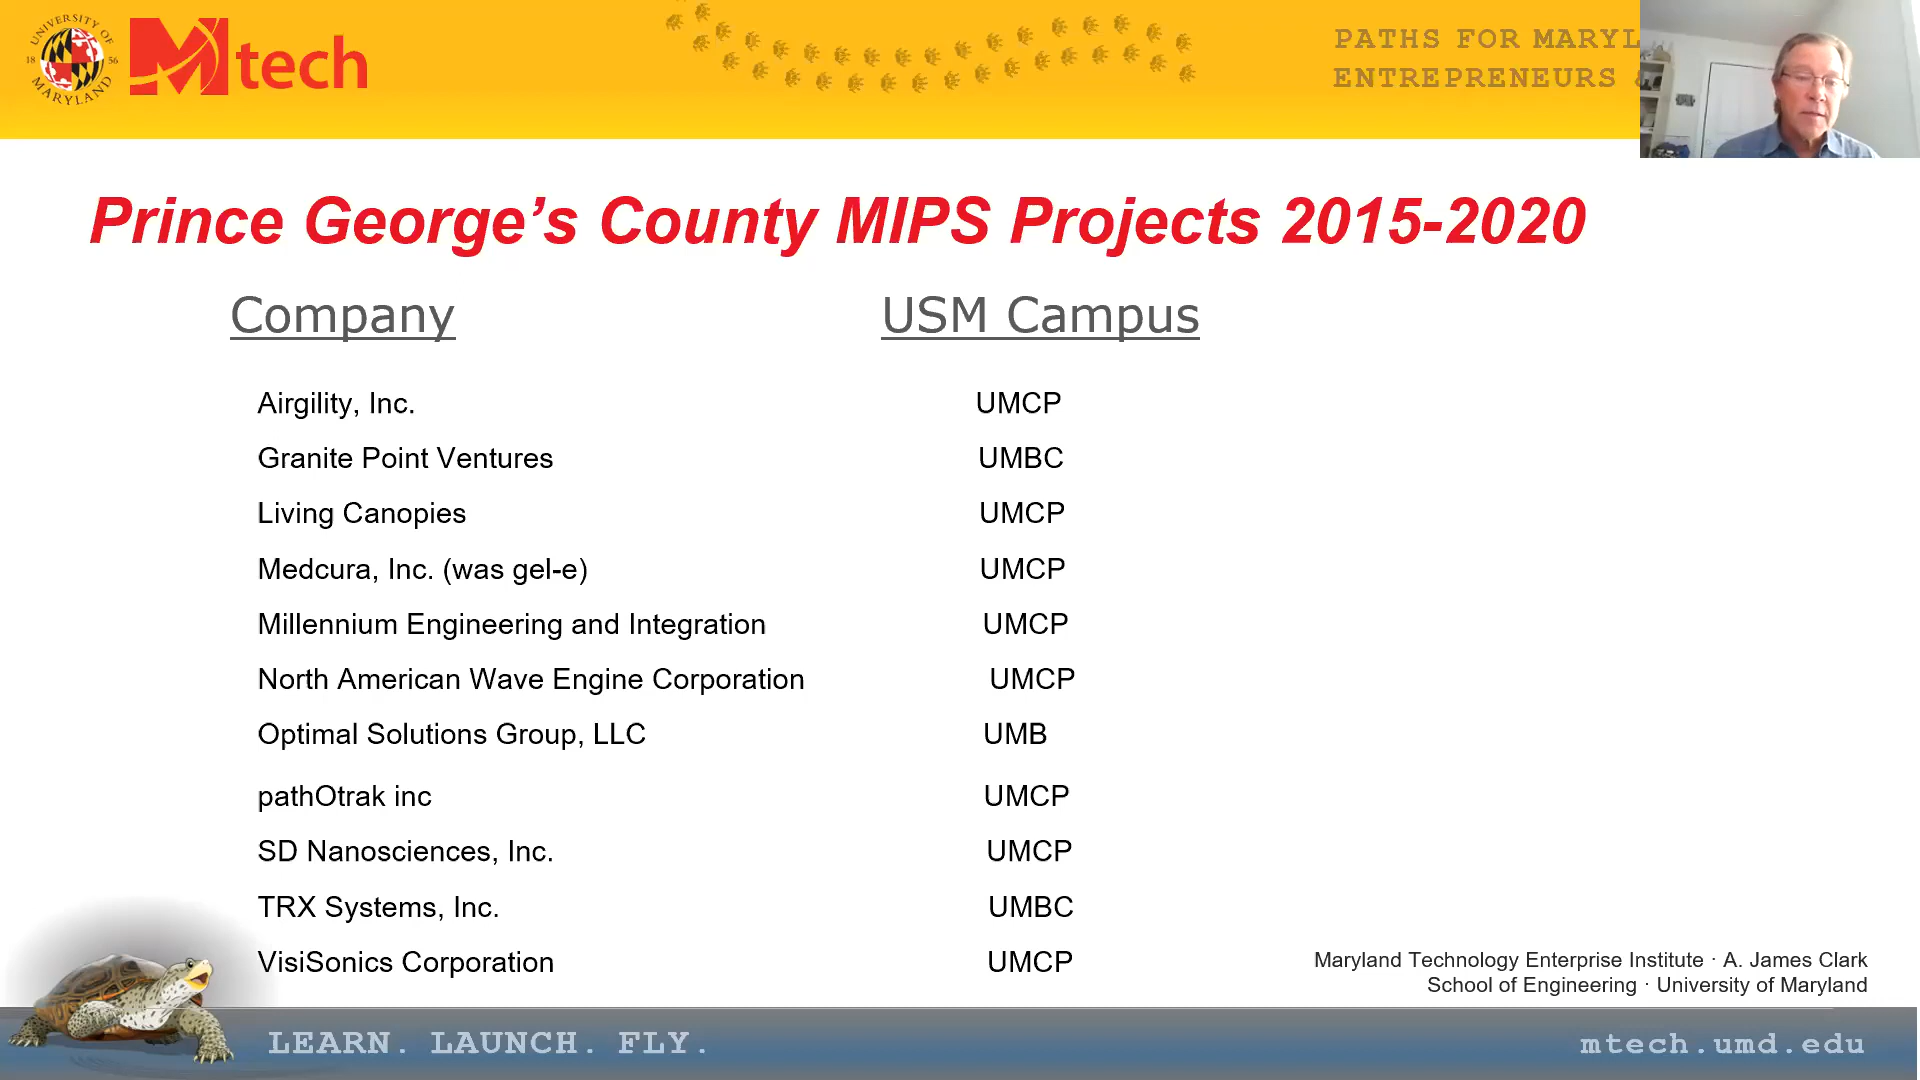 UNIVERSITY OF
18 56
MARYLAND
Mtech
PATHS FOR MARYL
ENTREPRENEURS
Prince George’s County MIPS Projects 2015-2020
Company USM Campus
Airgility, Inc. UMCP
Granite Point Ventures UMBC
Living Canopies UMCP
Medcura, Inc. (was gel-e) UMCP
Millennium Engineering and Integration UMCP
North American Wave Engine Corporation UMCP
Optimal Solutions Group, LLC UMB
pathOtrak inc UMCP
SD Nanosciences, Inc. UMCP
TRX Systems, Inc. UMBC
VisiSonics Corporation UMCP
Maryland Technology Enterprise Institute · A. James Clark
School of Engineering · University of Maryland
LEARN. LAUNCH. FLY.
mtech.umd.edu